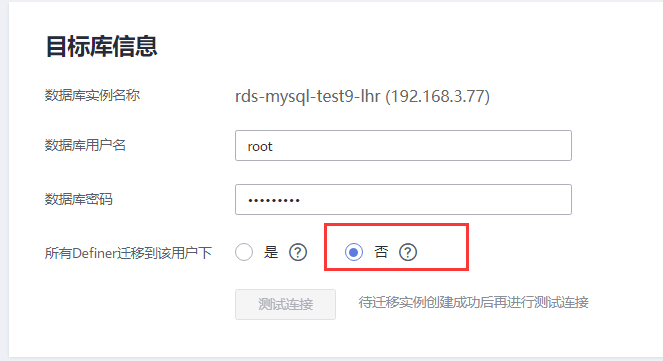 目标库信息
数据库实例名称 rds-mysql-test9-lhr (192.168.3.77)
数据库用户名 root
数据库密码 •••••••••
所有Definer迁移到该用户下 是 ? 否 ?
测试连接 待迁移实例创建成功后再进行测试连接